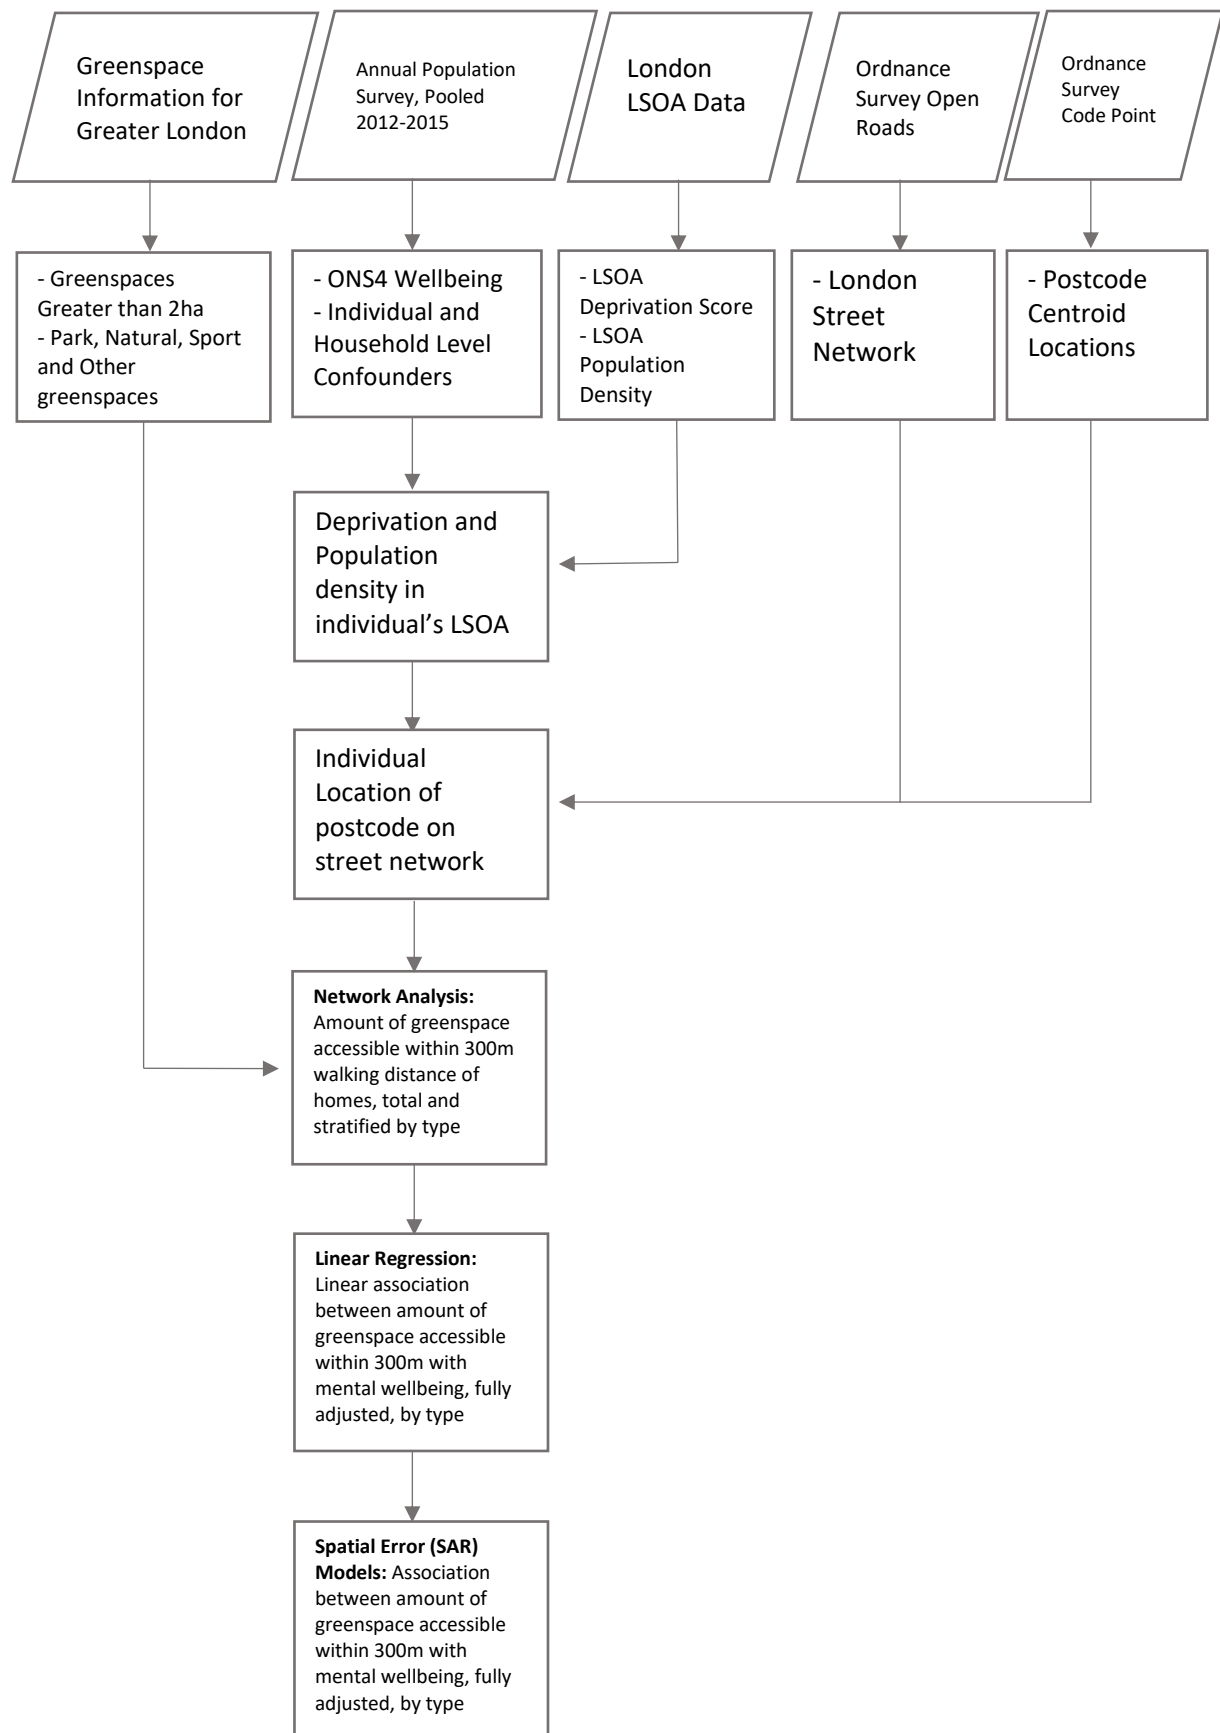 Greenspace
Information for
Greater London
Annual Population
Survey, Pooled
2012-2015
London
LSOA Data
Ordnance
Survey Open
Roads
Ordnance
Survey
Code Point
- Greenspaces
Greater than 2ha
- Park, Natural, Sport
and Other
greenspaces
- ONS4 Wellbeing
- Individual and
Household Level
Confounders
- LSOA
Deprivation Score
- LSOA
Population
Density
- London
Street
Network
- Postcode
Centroid
Locations
Deprivation and
Population
density in
individual’s LSOA
Individual
Location of
postcode on
street network
Network Analysis:
Amount of greenspace
accessible within 300m
walking distance of
homes, total and
stratified by type
Linear Regression:
Linear association
between amount of
greenspace accessible
within 300m with
mental wellbeing, fully
adjusted, by type
Spatial Error (SAR)
Models: Association
between amount of
greenspace accessible
within 300m with
mental wellbeing, fully
adjusted, by type